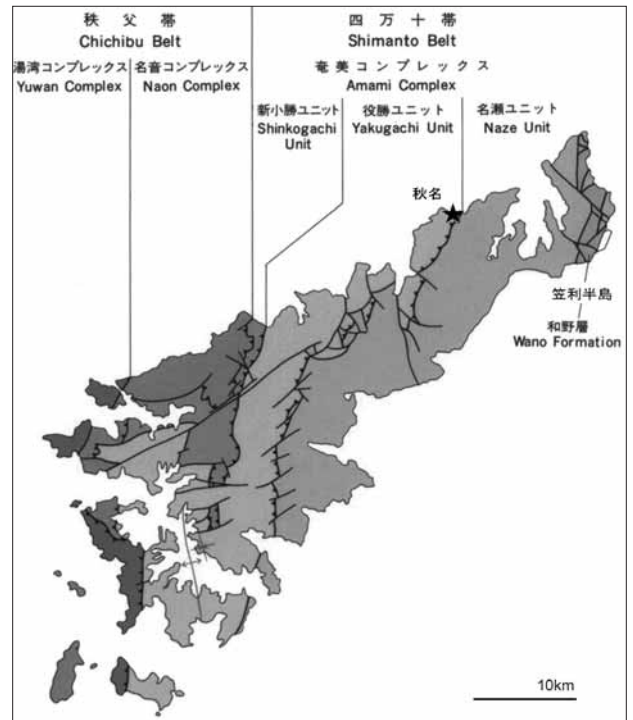 秩父帯
Chichibu Belt
四万十帯
Shimanto Belt
湯湾コンプレックス
Yuwan Complex
名音コンプレックス
Naon Complex
奄美コンプレックス
Amami Complex
新小勝ユニット
Shinkogachi
Unit
役勝ユニット
Yakugachi Unit
名瀬ユニット
Naze Unit
秋名
笠利半島
和野層
Wano Formation
10km